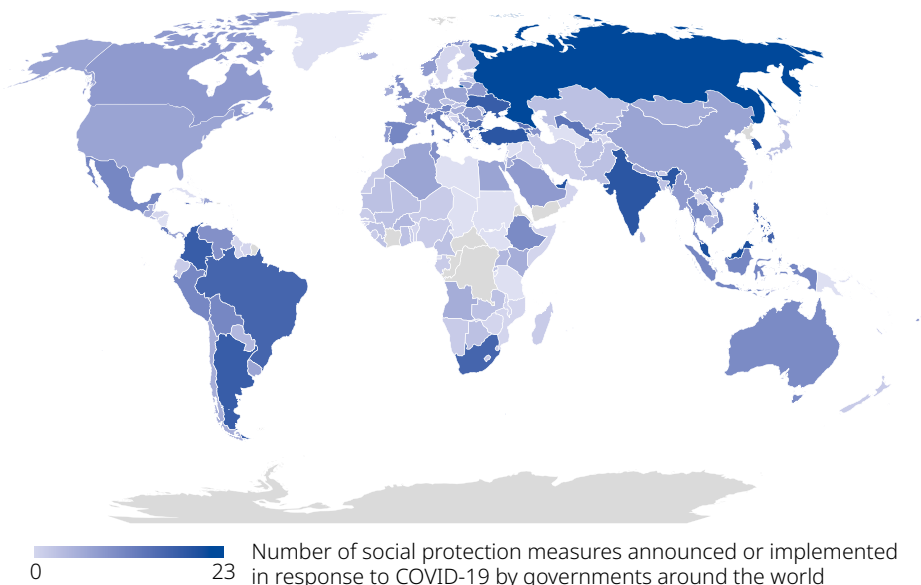 0
23
Number of social protection measures announced or implemented
in response to COVID-19 by governments around the world